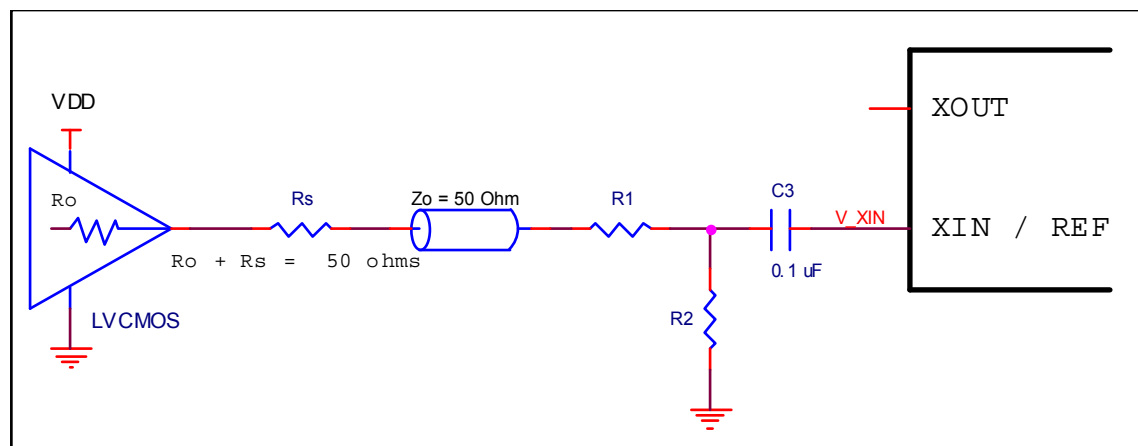 VDD
XOUT
Ro
Rs
Zo = 50 Ohm
R1
C3
V_XIN
XIN / REF
Ro + Rs = 50 ohms
0.1 uF
LVCMOS
R2